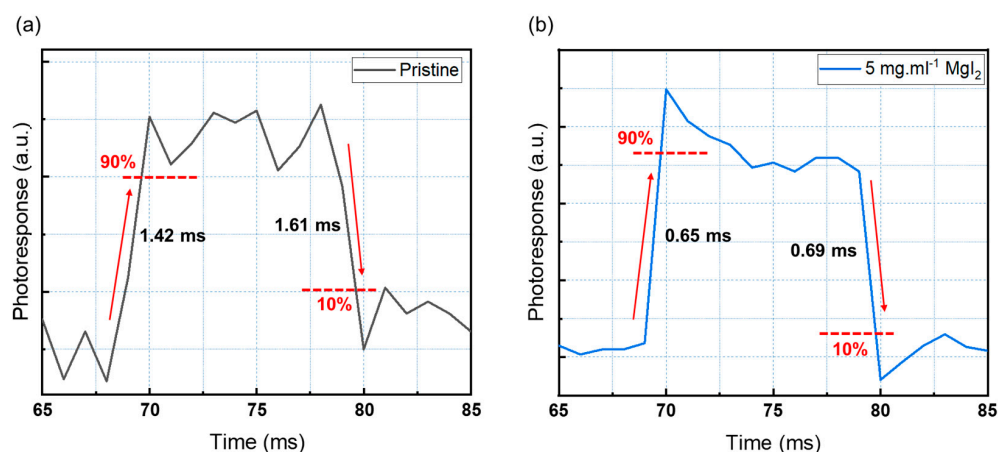 (a)
Pristine
90%
1.42 ms
1.61 ms
10%
Photoresponse (a.u.)
65 70 75 80 85
Time (ms)
(b)
5 mg.ml⁻¹ MgI₂
90%
0.65 ms
0.69 ms
10%
Photoresponse (a.u.)
65 70 75 80 85
Time (ms)